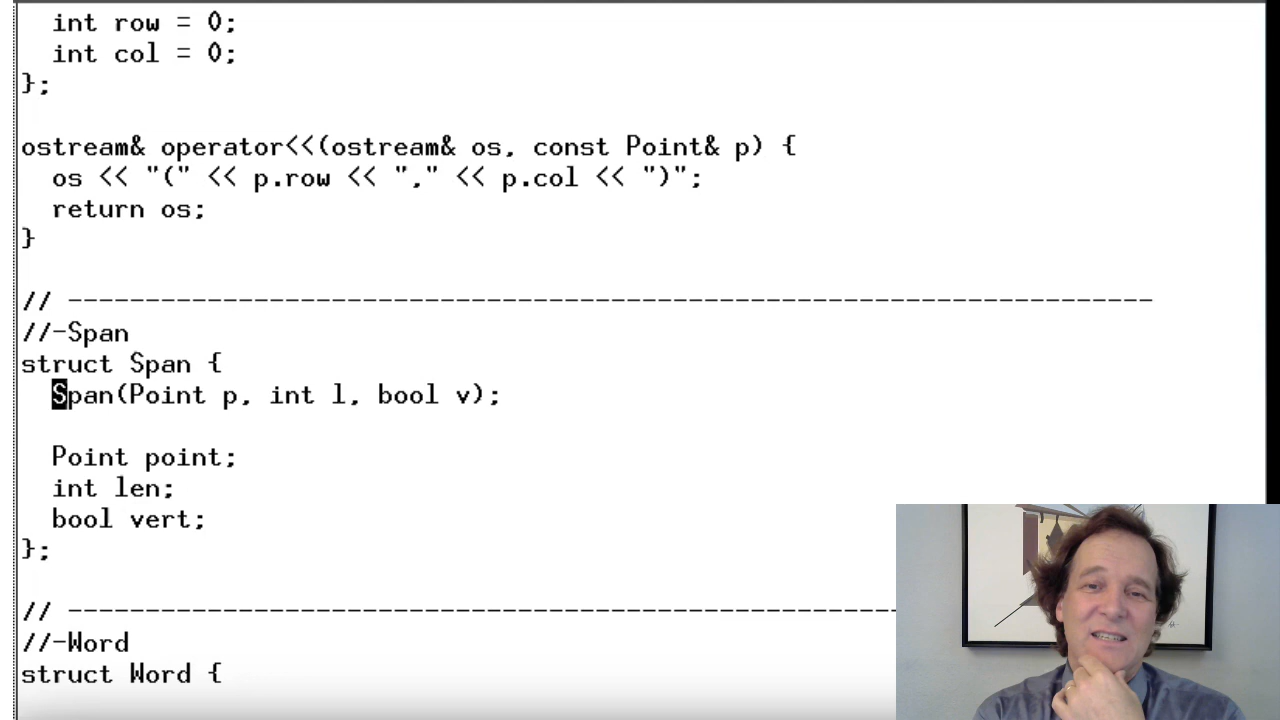 int row = 0;
int col = 0;
};
ostream& operator<<(ostream& os, const Point& p) {
os << "(" << p.row << "," << p.col << ")";
return os;
}
// ----------------------------------------------------------------------
//-Span
struct Span {
Span(Point p, int l, bool v);
Point point;
int len;
bool vert;
};
// ---------------------------------------------------------
//-Word
struct Word {